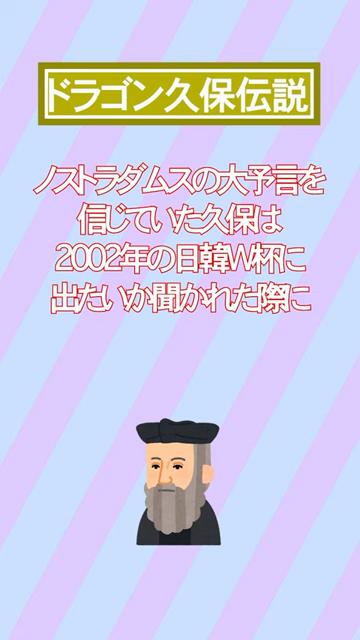 ドラゴン久保伝説
ノストラダムスの大予言を
信じていた久保は
2002年の日韓W杯に
出たいか聞かれた際に